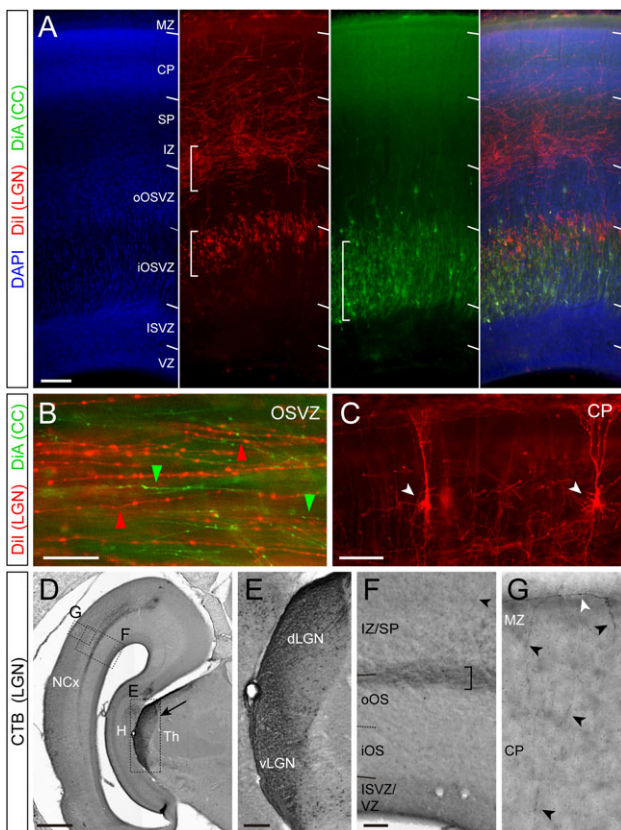 A
DAPI DiI (LGN) DiA (CC)
MZ
CP
SP
IZ
oOSVZ
iOSVZ
ISVZ
VZ
B
OSVZ
C
CP
DiI (LGN) DiA (CC)
CTB (LGN)
D
G
F
NCx
E
H
Th
E
dLGN
vLGN
F
IZ/SP
oOS
iOS
ISVZ/
VZ
G
MZ
CP